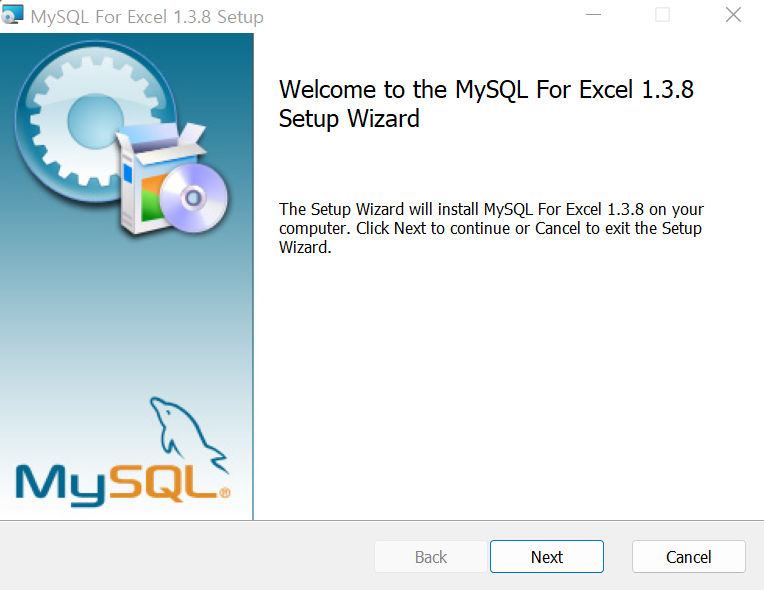 MySQL For Excel 1.3.8 Setup
Welcome to the MySQL For Excel 1.3.8
Setup Wizard
The Setup Wizard will install MySQL For Excel 1.3.8 on your
computer. Click Next to continue or Cancel to exit the Setup
Wizard.
MySQL®
Back
Next
Cancel